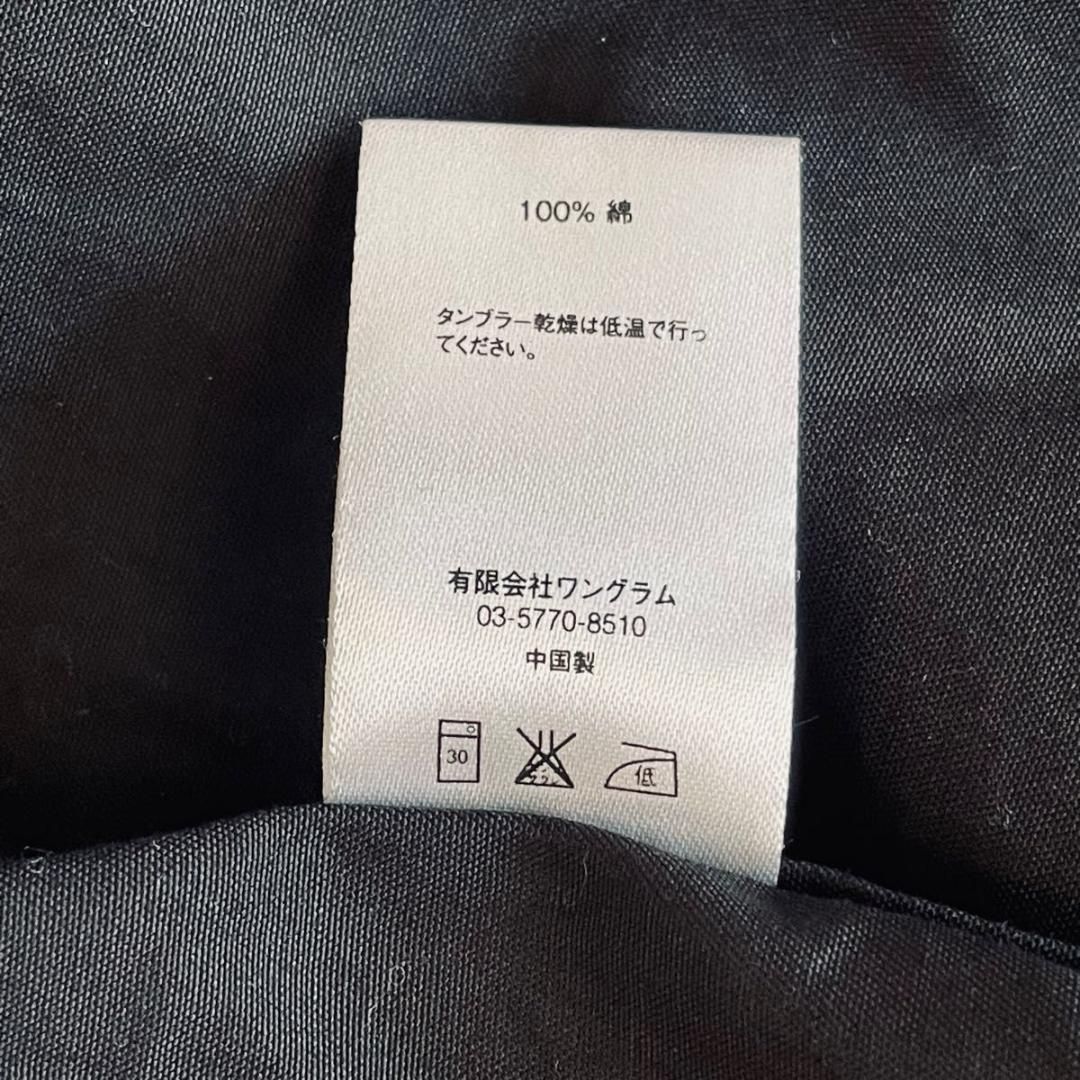 100% 綿
タンブラー乾燥は低温で行っ
てください。
有限会社ワングラム
03-5770-8510
中国製
30
低